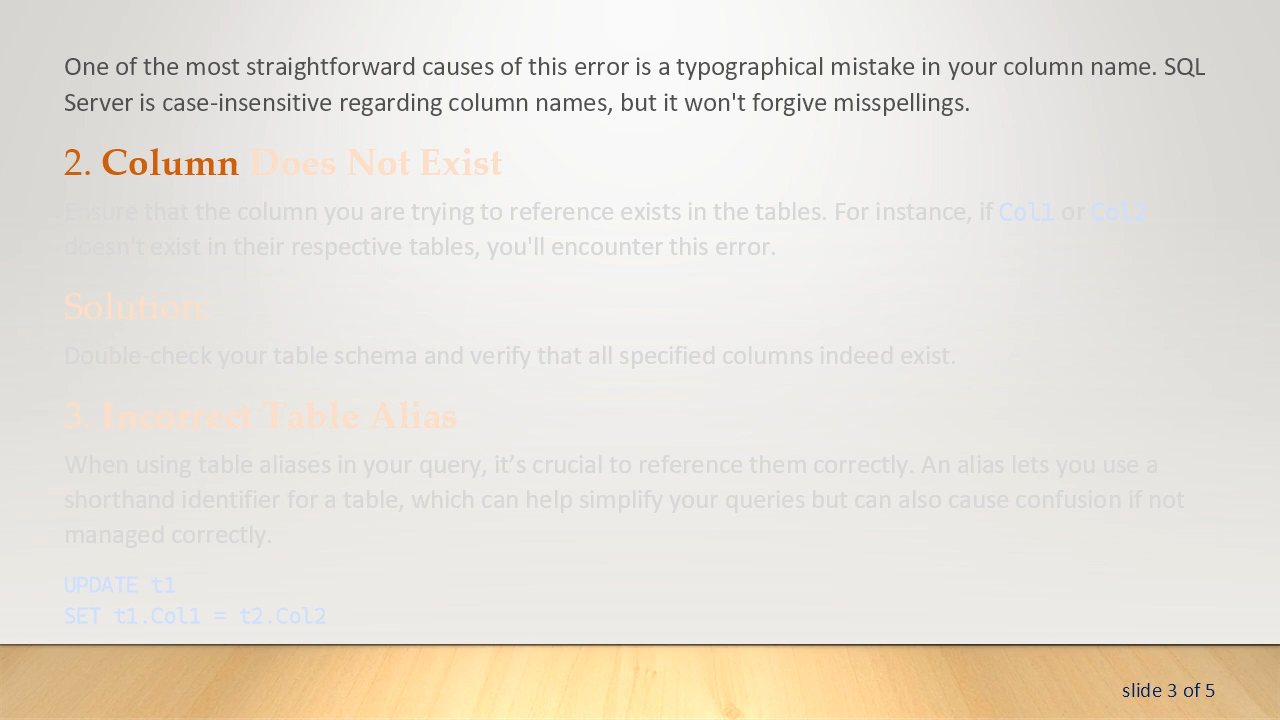 One of the most straightforward causes of this error is a typographical mistake in your column name. SQL
Server is case-insensitive regarding column names, but it won't forgive misspellings.
2. Column Does Not Exist
Ensure that the column you are trying to reference exists in the tables. For instance, if Col1 or Col2
doesn't exist in their respective tables, you'll encounter this error.
Solution:
Double-check your table schema and verify that all specified columns indeed exist.
3. Incorrect Table Alias
When using table aliases in your query, it’s crucial to reference them correctly. An alias lets you use a
shorthand identifier for a table, which can help simplify your queries but can also cause confusion if not
managed correctly.
UPDATE t1
SET t1.Col1 = t2.Col2
slide 3 of 5